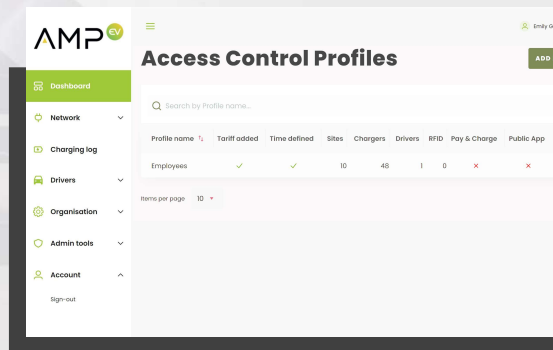 AMP EV
Emily G
Access Control Profiles
ADD
Dashboard
Search by Profile name...
Network
Profile name Tariff added Time defined Sites Chargers Drivers RFID Pay & Charge Public App
Charging log
Employees 10 48 1 0
Drivers
Items per page 10
Organisation
Admin tools
Account
Sign-out